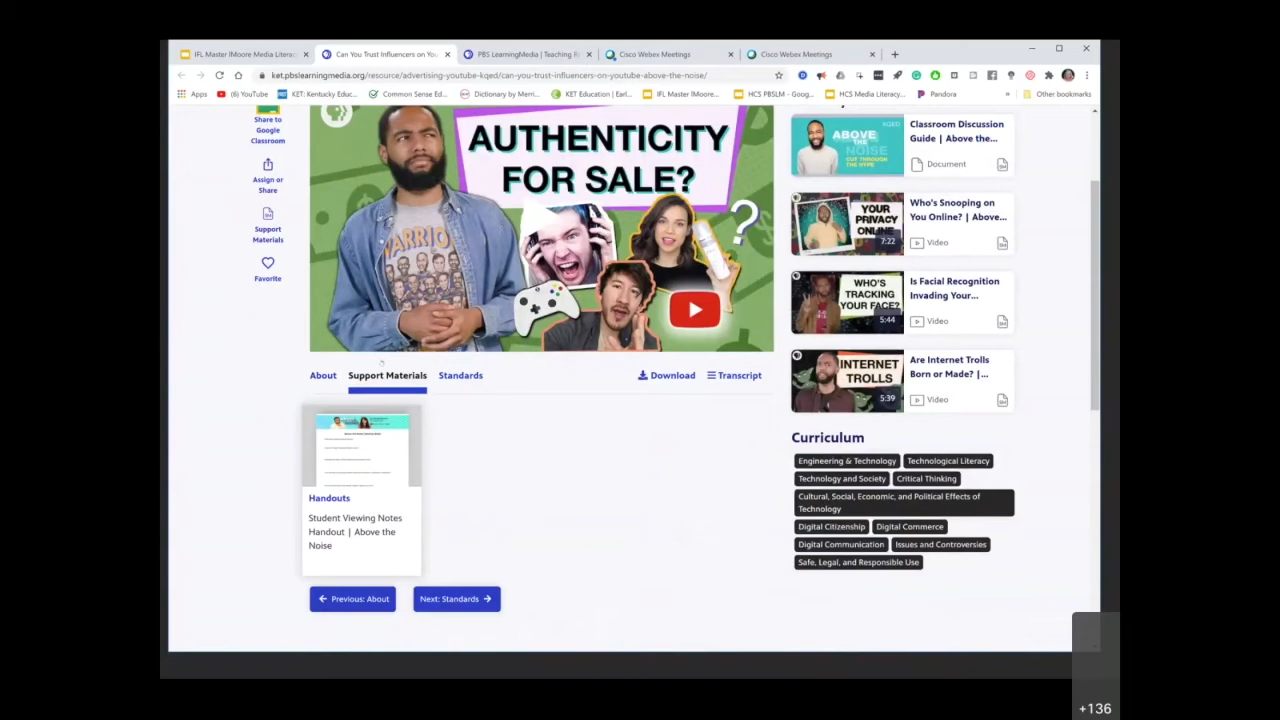 IFL Master IMoore Media Literac
Can You Trust Influencers on You
PBS LearningMedia | Teaching R
Cisco Webex Meetings
Cisco Webex Meetings
ket.pbslearningmedia.org/resource/advertising-youtube-kqed/can-you-trust-influencers-on-youtube-above-the-noise/
Apps
(6) YouTube
KET: Kentucky Educ...
Common Sense Ed...
Dictionary by Merri...
KET Education | Earl...
IFL Master IMoore...
HCS PBSLM - Goog...
HCS Media Literacy...
Pandora
»
Other bookmarks
Share to
Google
Classroom
Assign or
Share
Support
Materials
Favorite
AUTHENTICITY
FOR SALE?
?
About
Support Materials
Standards
Download
Transcript
Handouts
Student Viewing Notes
Handout | Above the
Noise
Previous: About
Next: Standards
KQED
ABOVE
THE
NOISE
CUT THROUGH
THE HYPE
Classroom Discussion
Guide | Above the...
Document
YOUR
PRIVACY
ONLINE
7:22
Who's Snooping on
You Online? | Above...
Video
WHO'S
TRACKING
YOUR FACE?
5:44
Is Facial Recognition
Invading Your...
Video
INTERNET
TROLLS
5:39
Are Internet Trolls
Born or Made? |...
Video
Curriculum
Engineering & Technology
Technological Literacy
Technology and Society
Critical Thinking
Cultural, Social, Economic, and Political Effects of
Technology
Digital Citizenship
Digital Commerce
Digital Communication
Issues and Controversies
Safe, Legal, and Responsible Use
+136